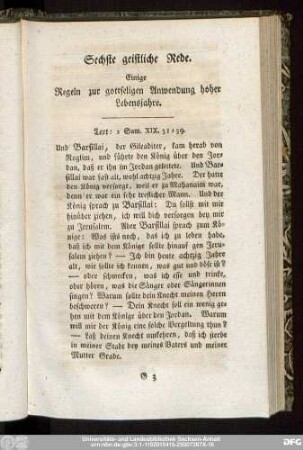 Sechste geistliche Rede.
Einige
Regeln zur gottseligen Anwendung hoher
Lebensjahre.
Text: 2 Sam. XIX. 31=39.
Und Barsillai, der Gileaditer, kam herab von
Roglim, und führte den König über den Jor=
dan, daß er ihn im Jordan geleitete. Und Bar=
sillai war fast alt, wohl achtzig Jahre. Der hatte
den König versorgt, weil er zu Mahanaim war,
denn er war ein sehr trefflicher Mann. Und der
König sprach zu Barsillai: Du sollst mit mir
hinüber ziehen, ich will dich versorgen bey mir
zu Jerusalem. Aber Barsillai sprach zum Kö=
nige: Was ists noch, das ich zu leben habe,
daß ich mit dem Könige sollte hinauf gen Jeru=
salem ziehen? — Ich bin heute achtzig Jahr
alt, wie sollte ich kennen, was gut und böse ist?
— oder schmecken, was ich esse und trinke,
oder hören, was die Sänger oder Sängerinnen
singen? Warum sollte dein Knecht meinen Herrn
beschweren? — Dein Knecht soll ein wenig ge=
hen mit dem Könige über den Jordan. Warum
will mir der König eine solche Vergeltung thun?
— Laß deinen Knecht umkehren, daß ich sterbe
in meiner Stadt bey meines Vaters und meiner
Mutter Grabe.
G 3
Universitäts- und Landesbibliothek Sachsen-Anhalt
DFG